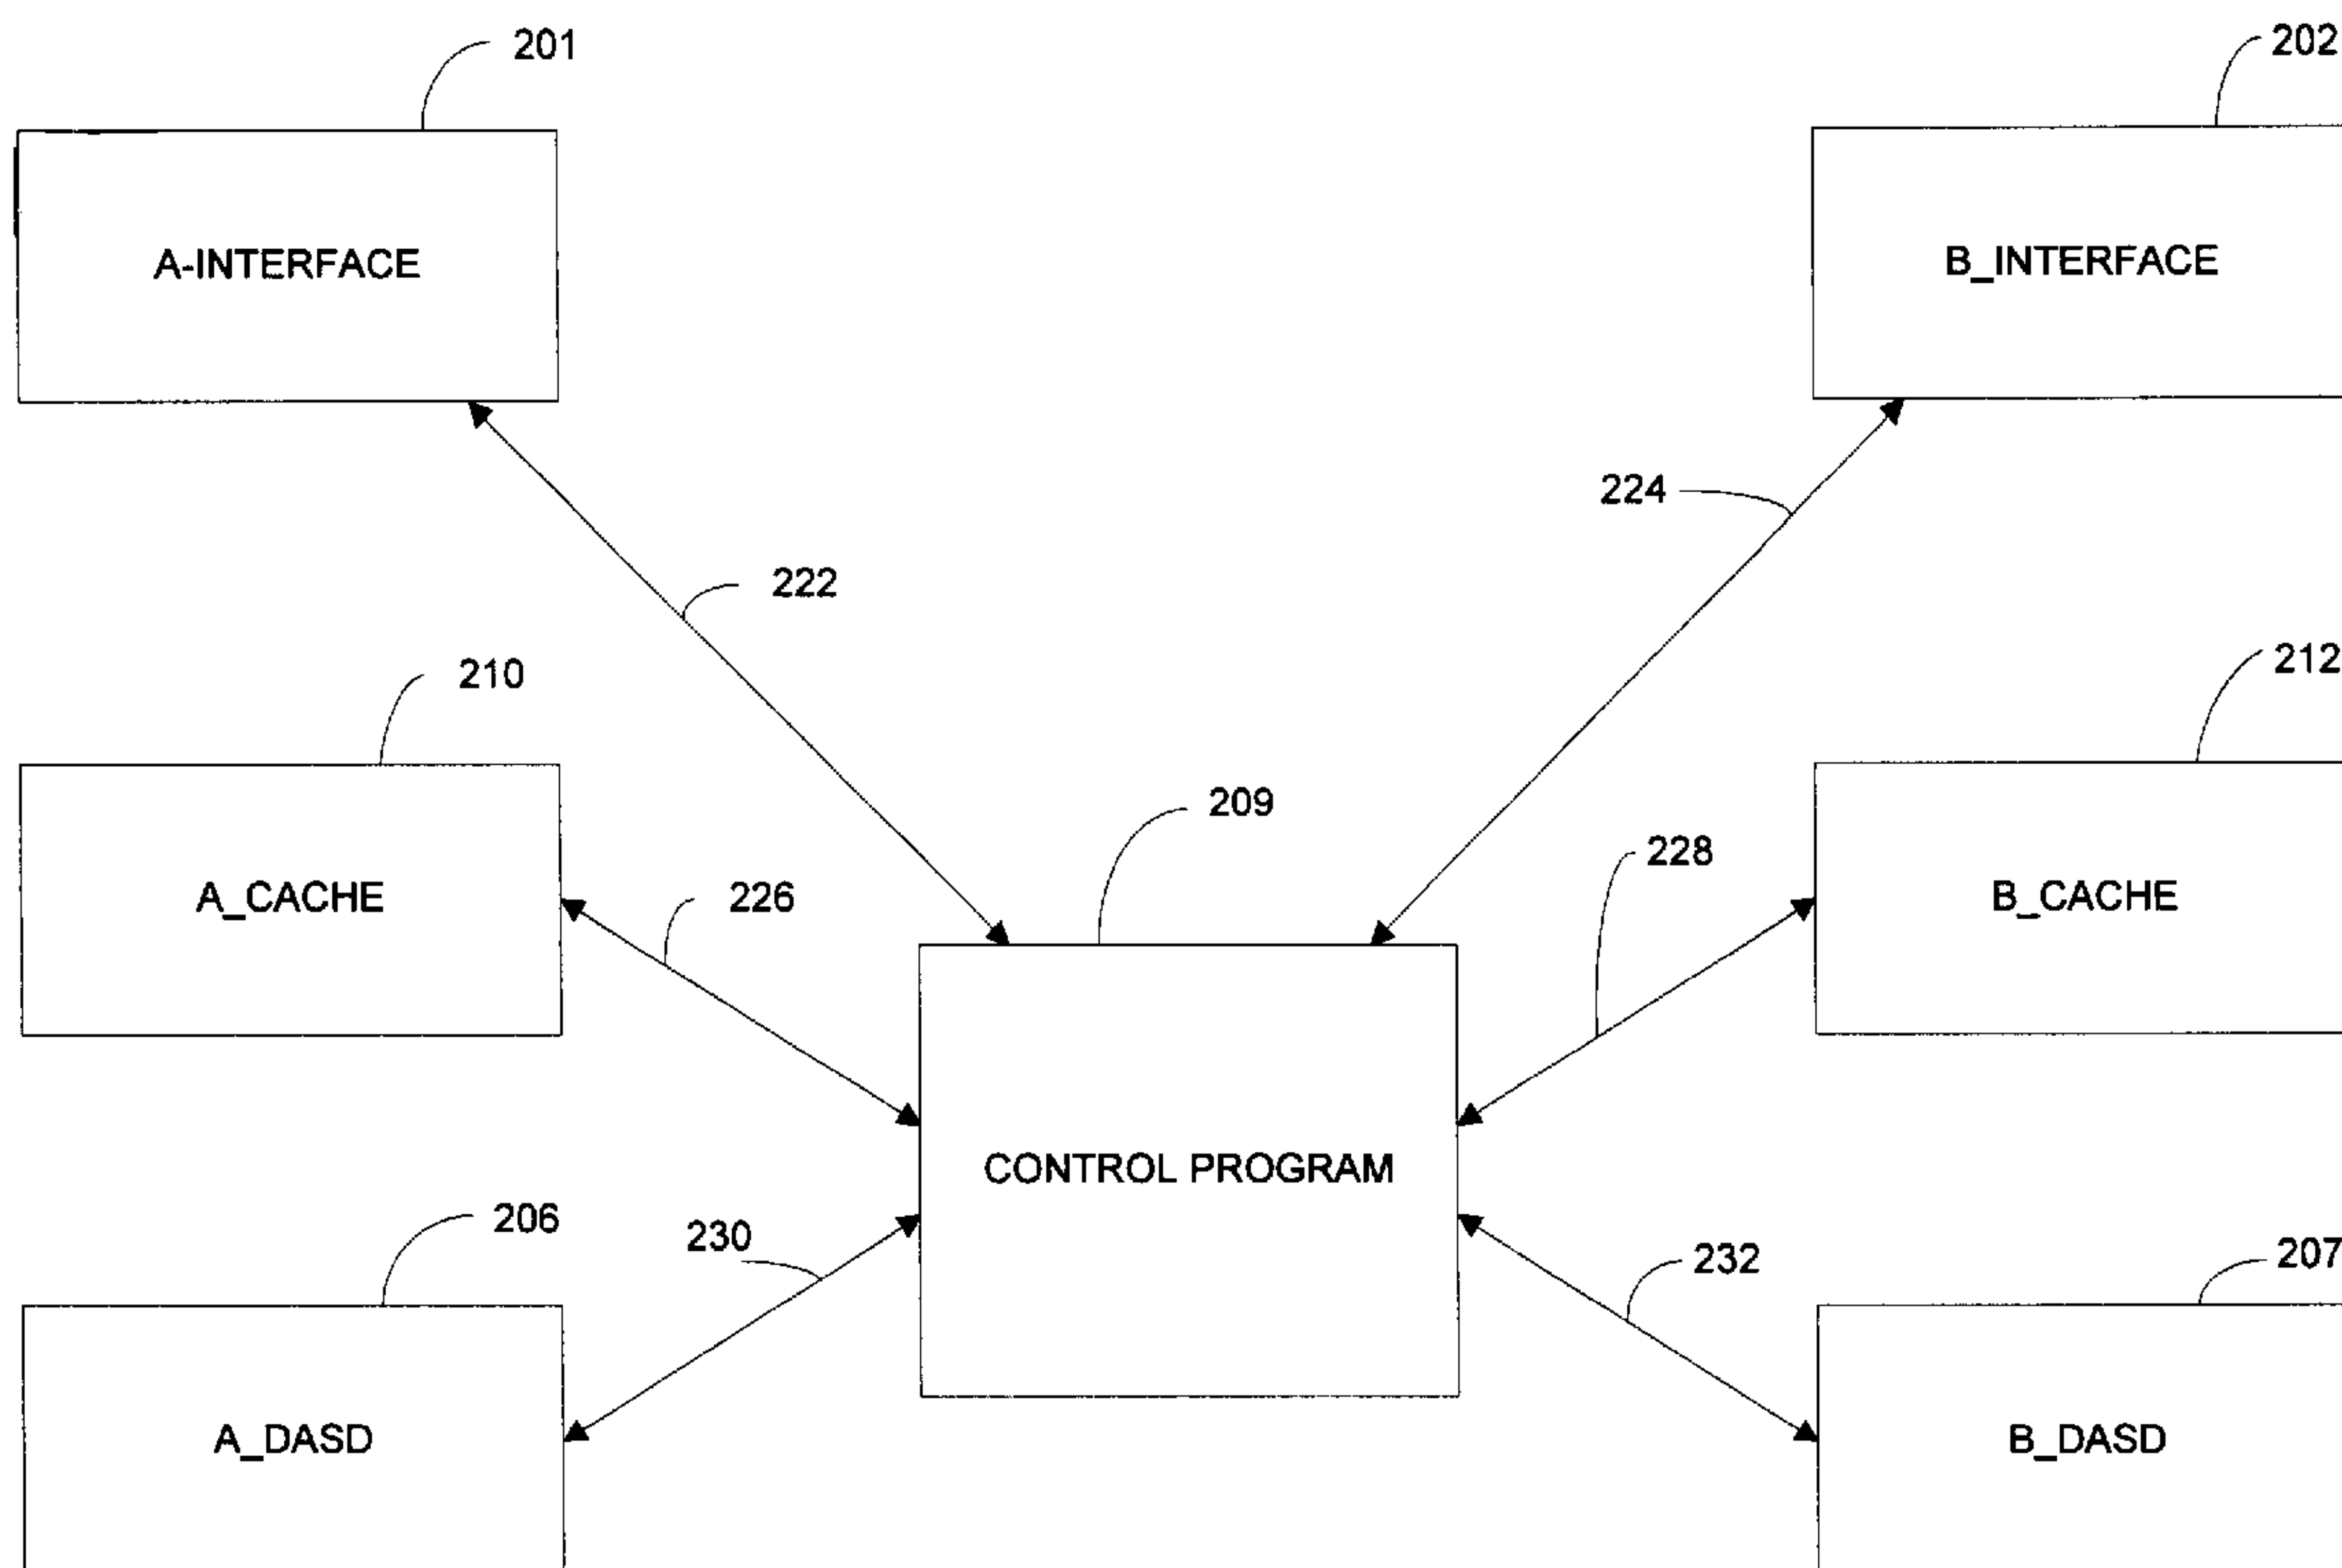 201
202
A-INTERFACE
B_INTERFACE
224
222
210
212
209
228
A_CACHE
226
B_CACHE
CONTROL PROGRAM
206
230
232
207
A_DASD
B_DASD